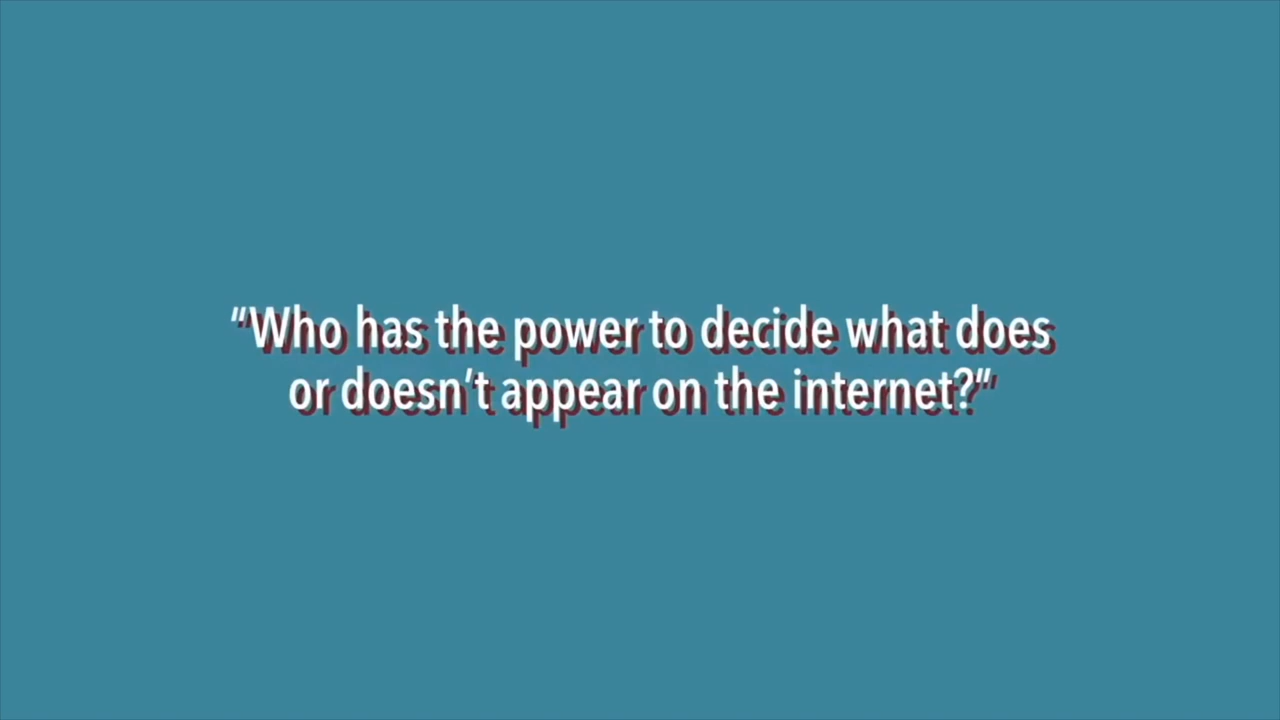 "Who has the power to decide what does
or doesn't appear on the internet?"